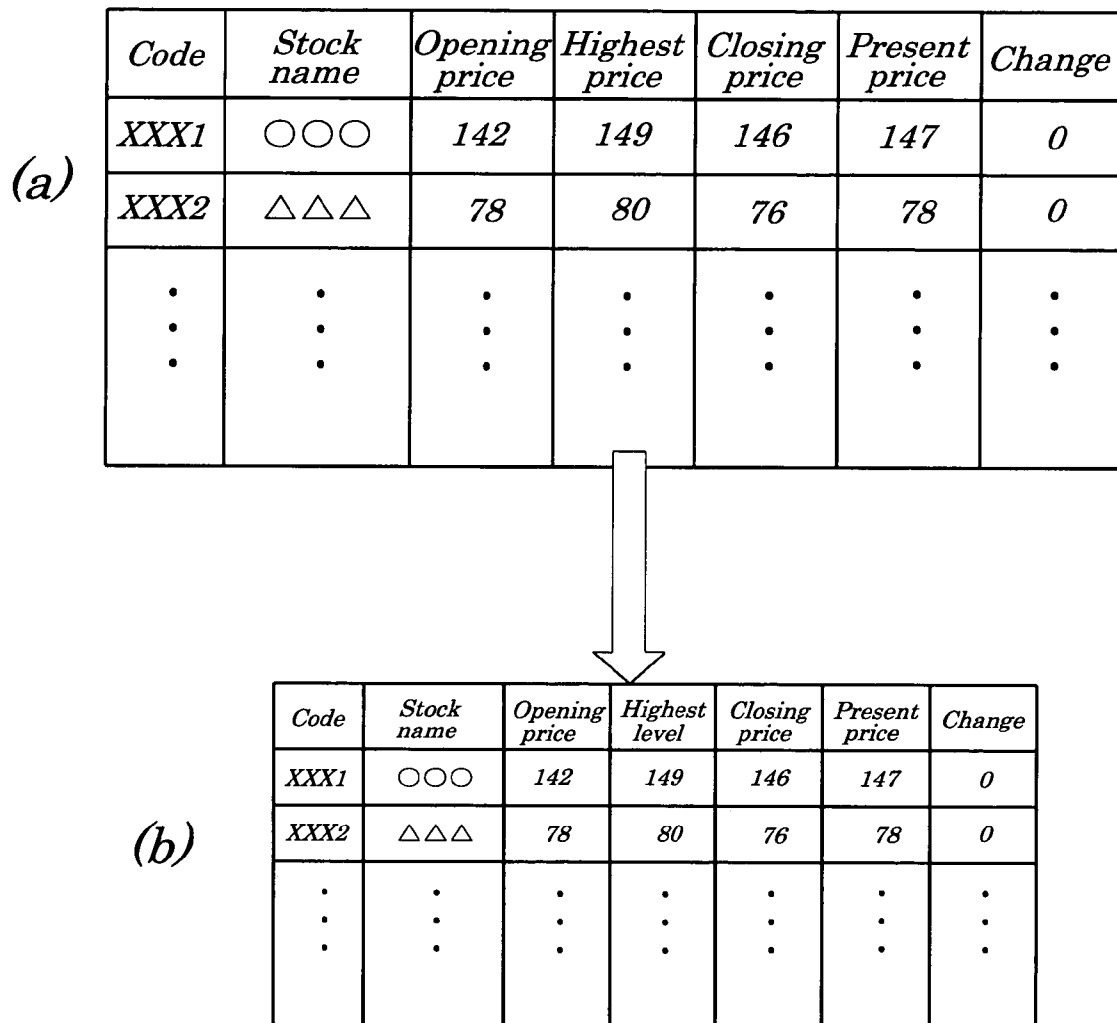 Code Stock name Opening price Highest price Closing price Present price Change
(a)
XXX1 ○○○ 142 149 146 147 0
XXX2 △△△ 78 80 76 78 0
Code Stock name Opening price Highest level Closing price Present price Change
(b)
XXX1 ○○○ 142 149 146 147 0
XXX2 △△△ 78 80 76 78 0